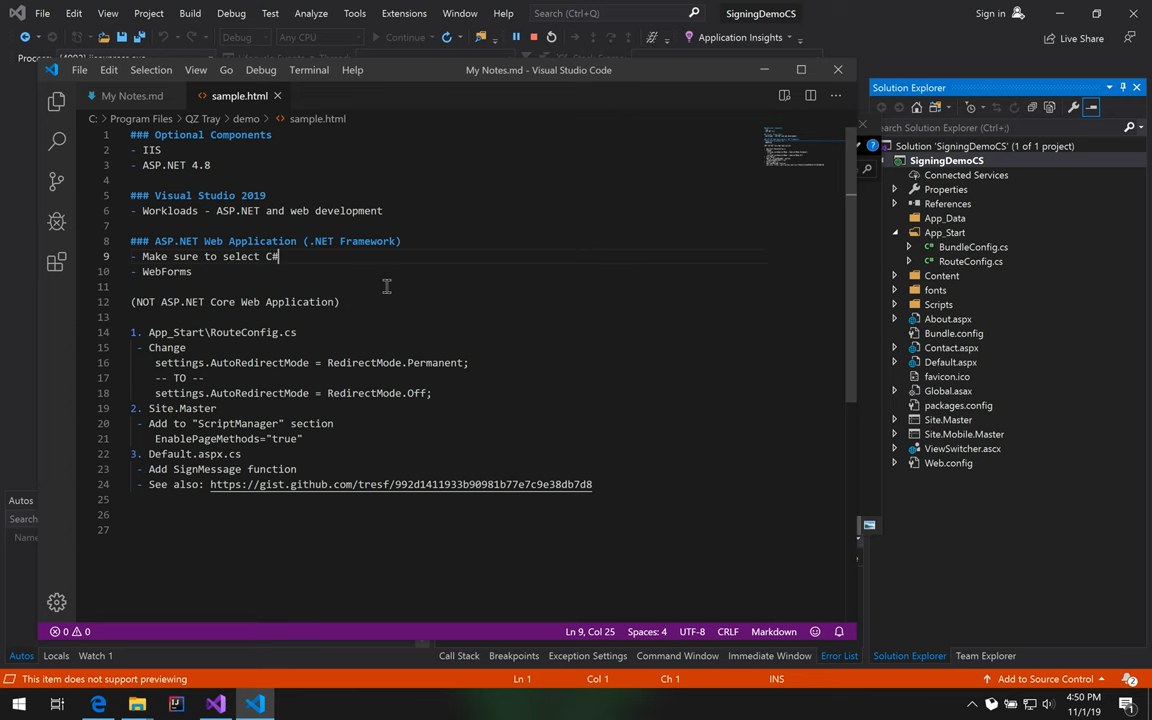 File Edit View Project Build Debug Test Analyze Tools Extensions Window Help Search (Ctrl+Q) SigningDemoCS Sign in
Debug Any CPU Continue Application Insights Live Share
My Notes.md - Visual Studio Code
File Edit Selection View Go Debug Terminal Help
My Notes.md sample.html
C: > Program Files > QZ Tray > demo > sample.html
1 ### Optional Components
2 - IIS
3 - ASP.NET 4.8
4
5 ### Visual Studio 2019
6 - Workloads - ASP.NET and web development
7
8 ### ASP.NET Web Application (.NET Framework)
9 - Make sure to select C#
10 - WebForms
11
12 (NOT ASP.NET Core Web Application)
13
14 1. App_Start\RouteConfig.cs
15 - Change
16 settings.AutoRedirectMode = RedirectMode.Permanent;
17 -- TO --
18 settings.AutoRedirectMode = RedirectMode.Off;
19 2. Site.Master
20 - Add to "ScriptManager" section
21 EnablePageMethods="true"
22 3. Default.aspx.cs
23 - Add SignMessage function
24 - See also: https://gist.github.com/tresf/992d1411933b90981b77e7c9e38db7d8
25
26
27
0 0 Ln 9, Col 25 Spaces: 4 UTF-8 CRLF Markdown
Solution Explorer
Search Solution Explorer (Ctrl+;)
Solution 'SigningDemoCS' (1 of 1 project)
SigningDemoCS
Connected Services
Properties
References
App_Data
App_Start
BundleConfig.cs
RouteConfig.cs
Content
fonts
Scripts
About.aspx
Bundle.config
Contact.aspx
Default.aspx
favicon.ico
Global.asax
packages.config
Site.Master
Site.Mobile.Master
ViewSwitcher.ascx
Web.config
Autos
Search
Name
Autos Locals Watch 1 Call Stack Breakpoints Exception Settings Command Window Immediate Window Error List Solution Explorer Team Explorer
This item does not support previewing Ln 1 Col 1 Ch 1 INS Add to Source Control 2
4:50 PM
11/1/19
1